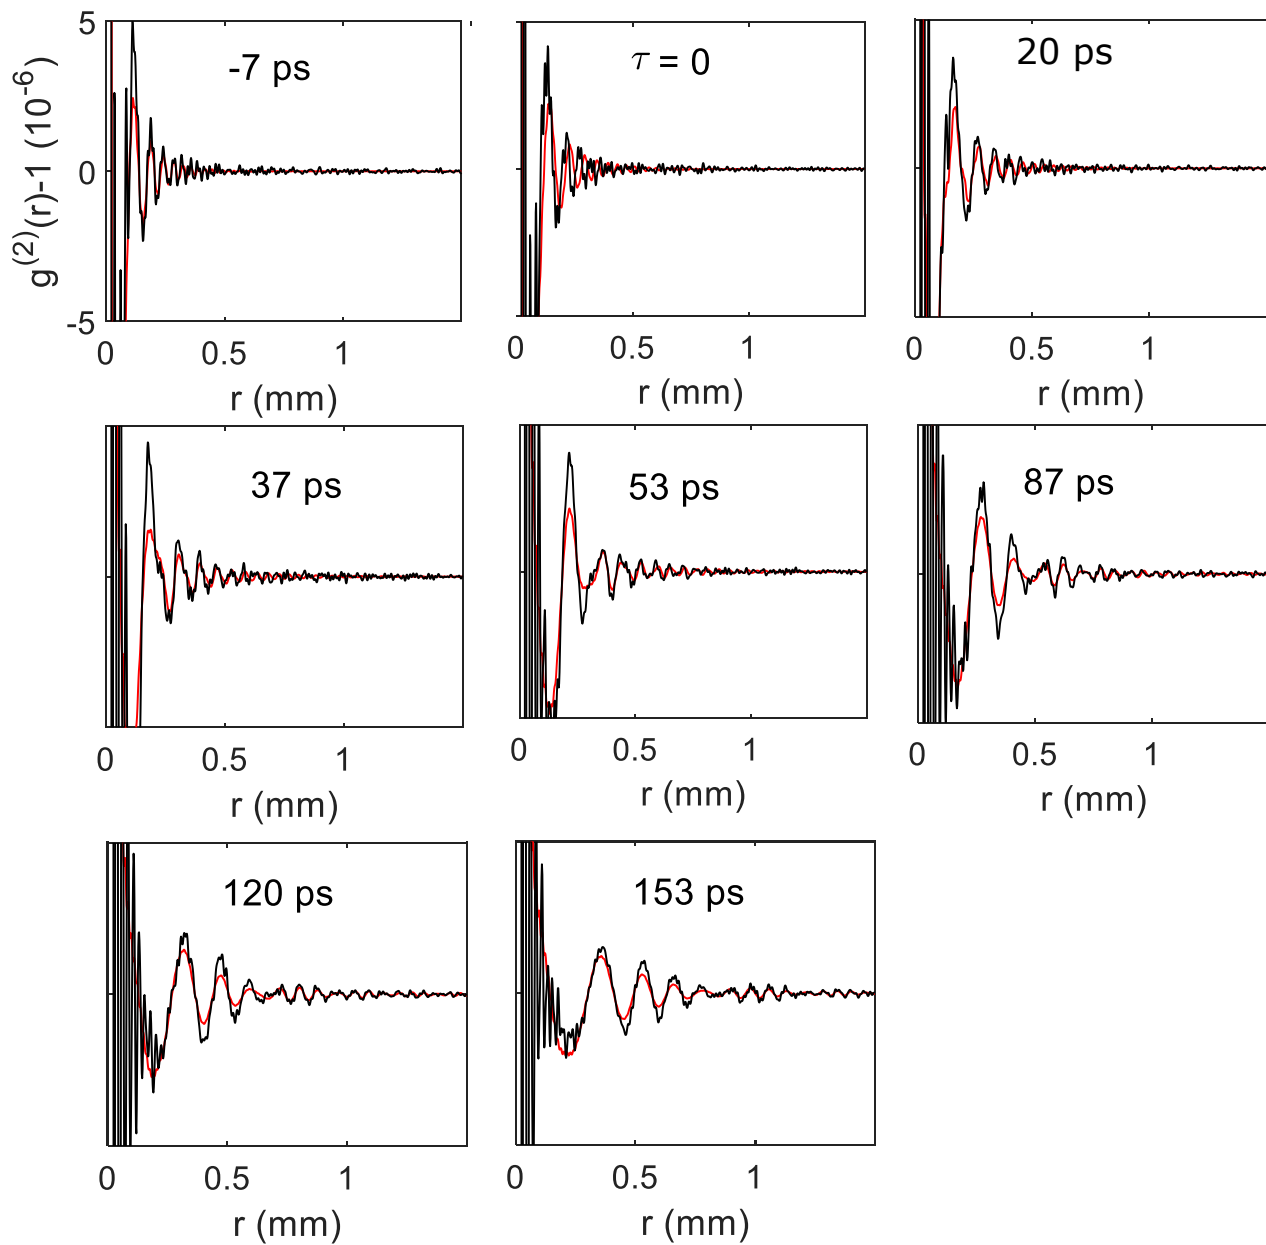 5
0
-5
g^(2)(r)-1 (10^-6)
-7 ps
0 0.5 1
r (mm)
τ = 0
0 0.5 1
r (mm)
20 ps
0 0.5 1
r (mm)
37 ps
0 0.5 1
r (mm)
53 ps
0 0.5 1
r (mm)
87 ps
0 0.5 1
r (mm)
120 ps
0 0.5 1
r (mm)
153 ps
0 0.5 1
r (mm)